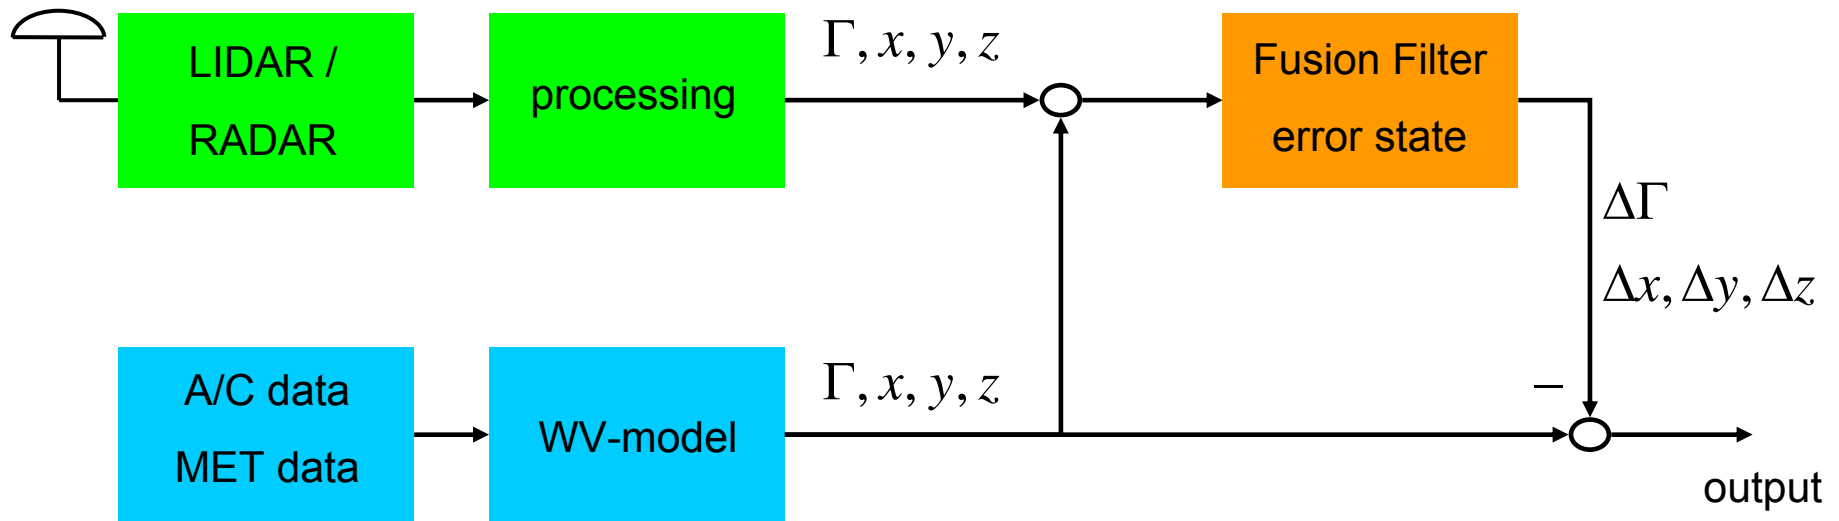 LIDAR /
RADAR
processing
Γ, x, y, z
Fusion Filter
error state
ΔΓ
Δx, Δy, Δz
A/C data
MET data
WV-model
Γ, x, y, z
−
output